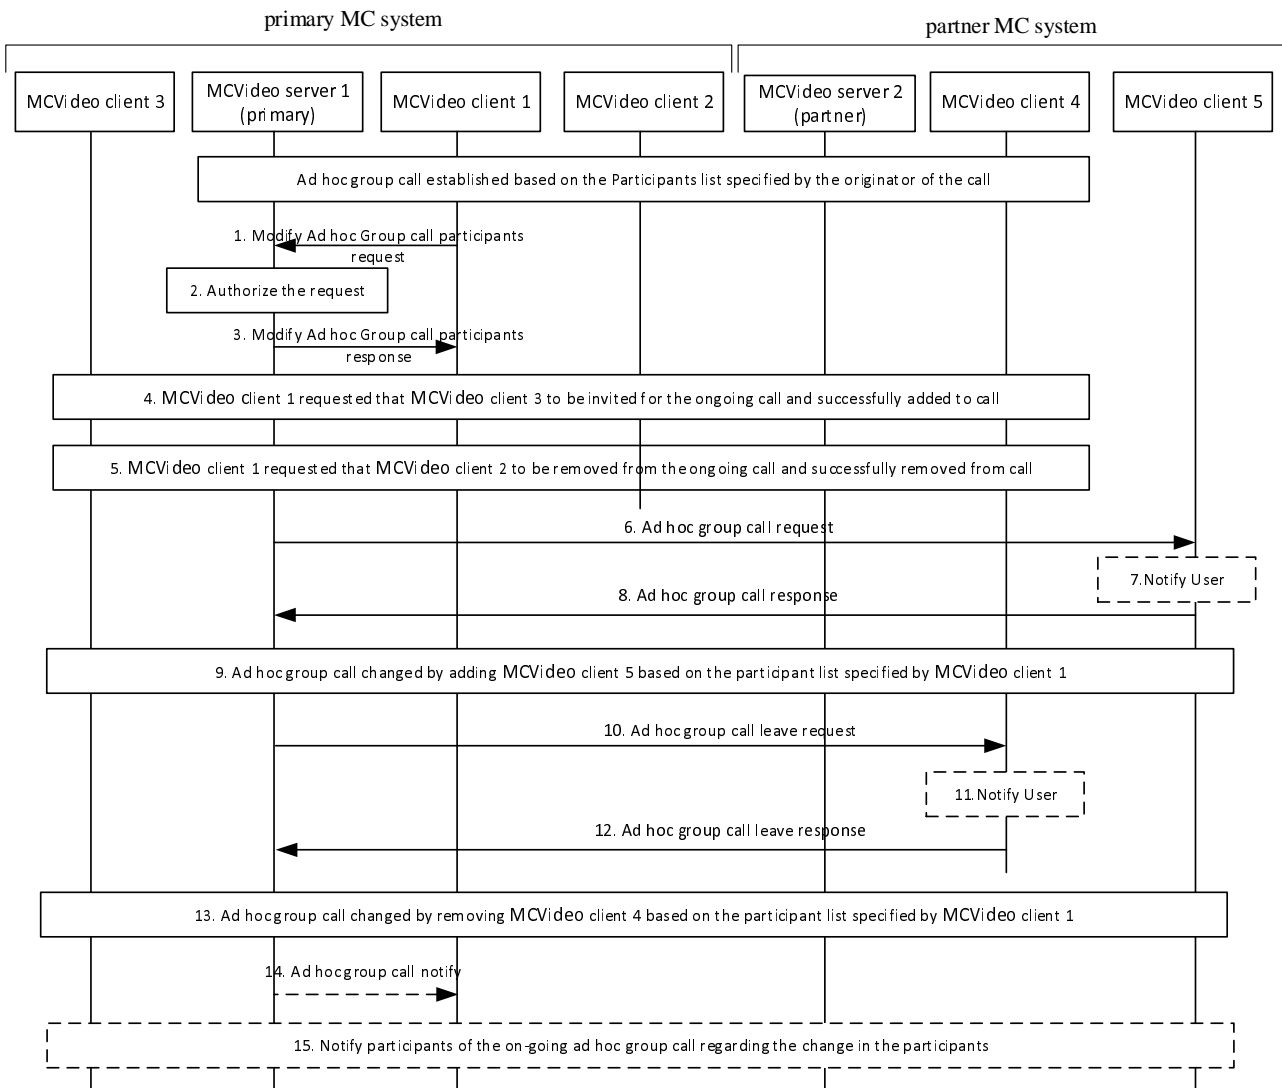 primary MC system
partner MC system
MCVideo client 3
MCVideo server 1
(primary)
MCVideo client 1
MCVideo client 2
MCVideo server 2
(partner)
MCVideo client 4
MCVideo client 5
Ad hoc group call established based on the Participants list specified by the originator of the call
1. Modify Ad hoc Group call participants
request
2. Authorize the request
3. Modify Ad hoc Group call participants
response
4. MCVideo client 1 requested that MCVideo client 3 to be invited for the ongoing call and successfully added to call
5. MCVideo client 1 requested that MCVideo client 2 to be removed from the ongoing call and successfully removed from call
6. Ad hoc group call request
7.Notify User
8. Ad hoc group call response
9. Ad hoc group call changed by adding MCVideo client 5 based on the participant list specified by MCVideo client 1
10. Ad hoc group call leave request
11.Notify User
12. Ad hoc group call leave response
13. Ad hoc group call changed by removing MCVideo client 4 based on the participant list specified by MCVideo client 1
14. Ad hoc group call notify
15. Notify participants of the on-going ad hoc group call regarding the change in the participants